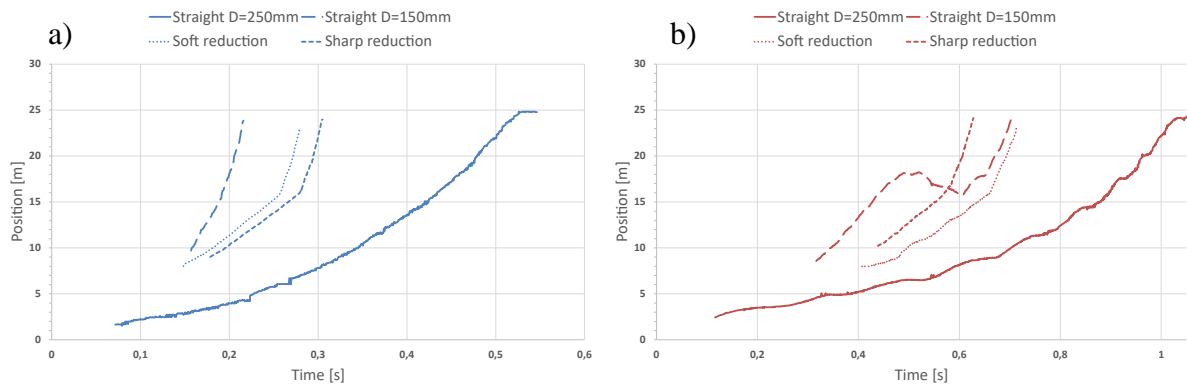 a)
Straight D=250mm
Straight D=150mm
Soft reduction
Sharp reduction
30
25
20
15
10
5
0
Position [m]
0
0,1
0,2
0,3
0,4
0,5
0,6
Time [s]
b)
Straight D=250mm
Straight D=150mm
Soft reduction
Sharp reduction
30
25
20
15
10
5
0
Position [m]
0
0,2
0,4
0,6
0,8
1
Time [s]